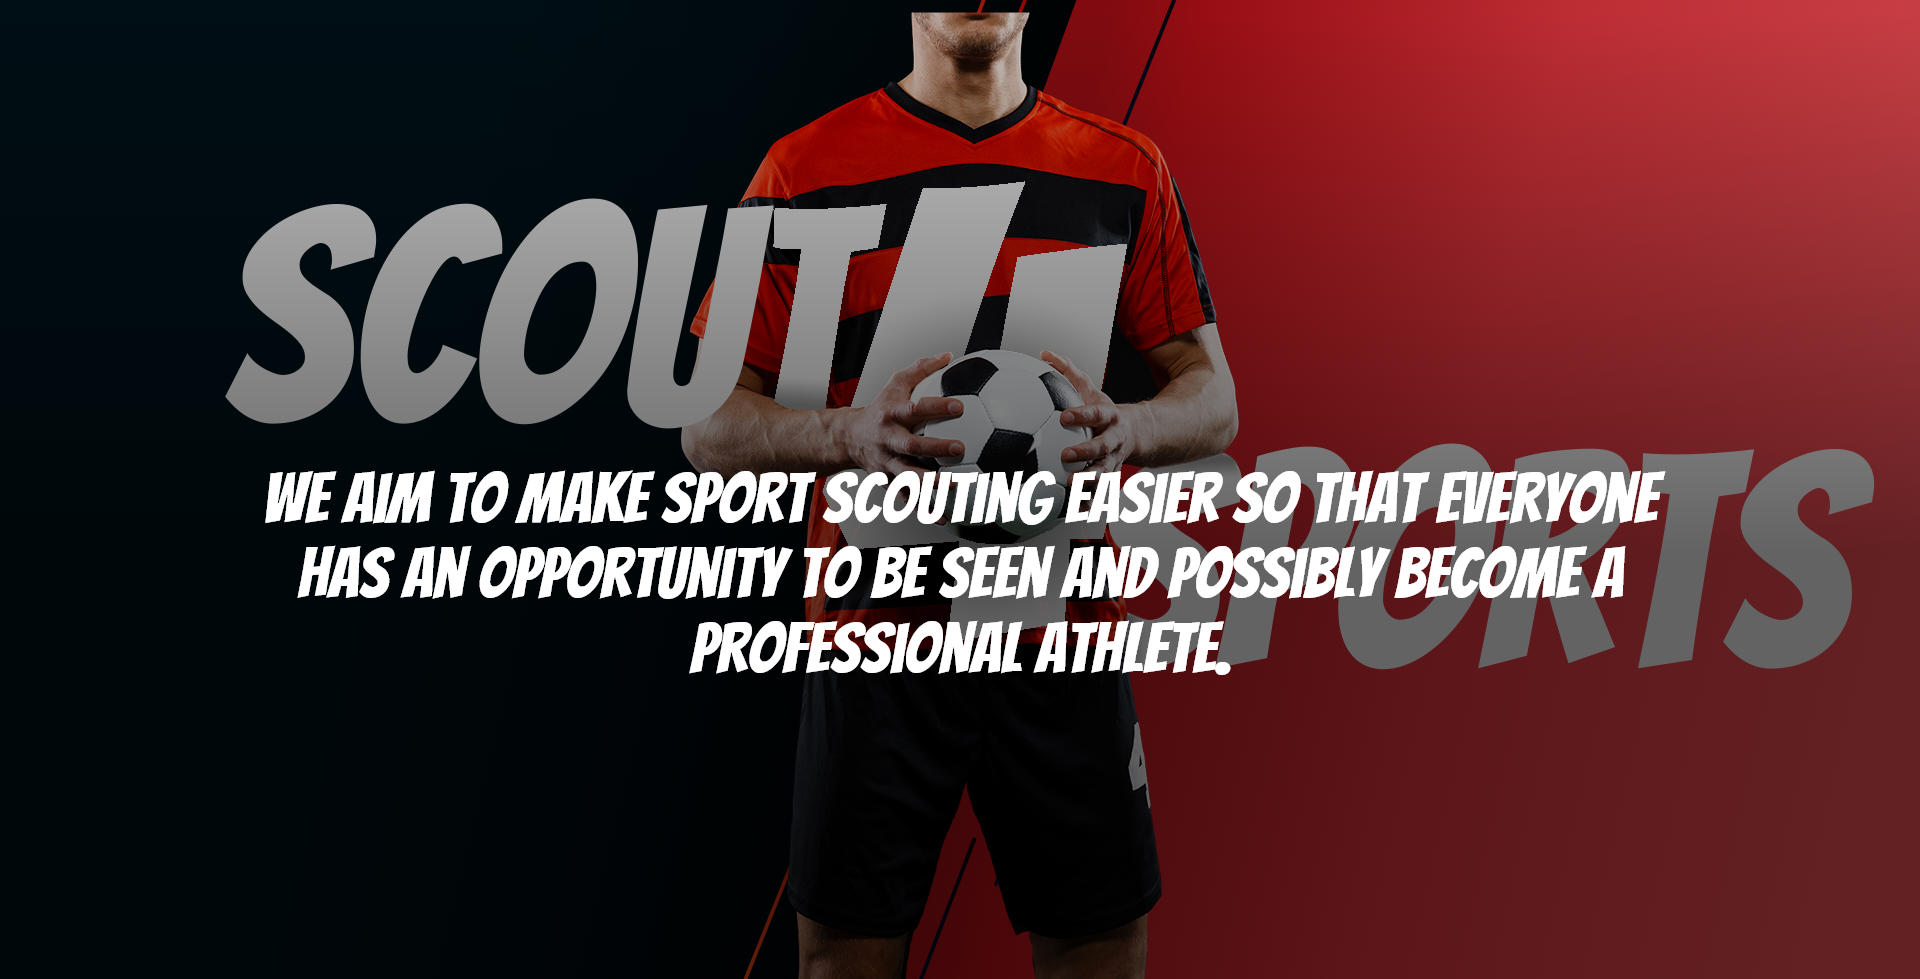 SCOUT4
SPORTS
WE AIM TO MAKE SPORT SCOUTING EASIER SO THAT EVERYONE
HAS AN OPPORTUNITY TO BE SEEN AND POSSIBLY BECOME A
PROFESSIONAL ATHLETE.
4